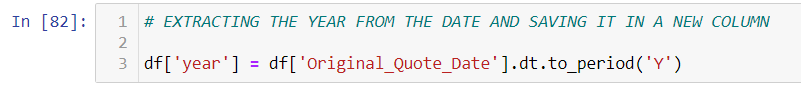 In [82]:
1 # EXTRACTING THE YEAR FROM THE DATE AND SAVING IT IN A NEW COLUMN
2
3 df['year'] = df['Original_Quote_Date'].dt.to_period('Y')